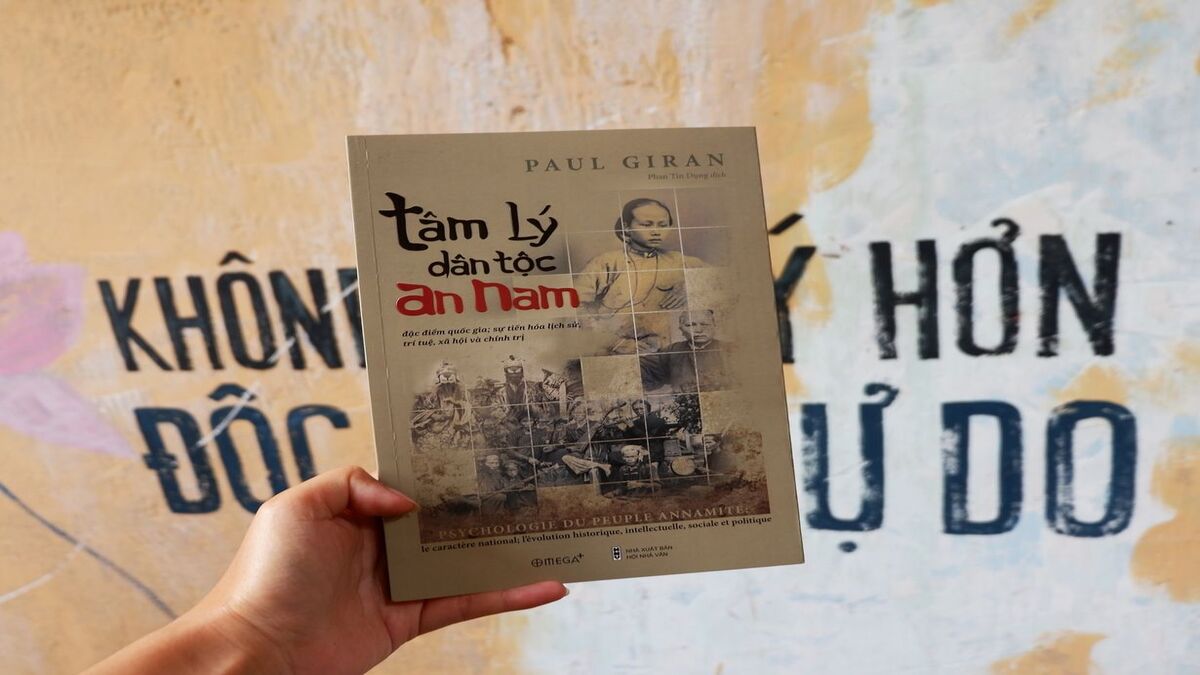 PAUL GIRAN
Phan Tín Dụng dịch
tâm lý
dân tộc
an nam
đặc điểm quốc gia; sự tiến hóa lịch sử,
trí tuệ, xã hội và chính trị
PSYCHOLOGIE DU PEUPLE ANNAMITE:
le caractère national; l'évolution historique, intellectuelle, sociale et politique
OMEGA+
NHÀ XUẤT BẢN
HỘI NHÀ VĂN
KHÔN Ý HƠN
ĐỘC Ự DO